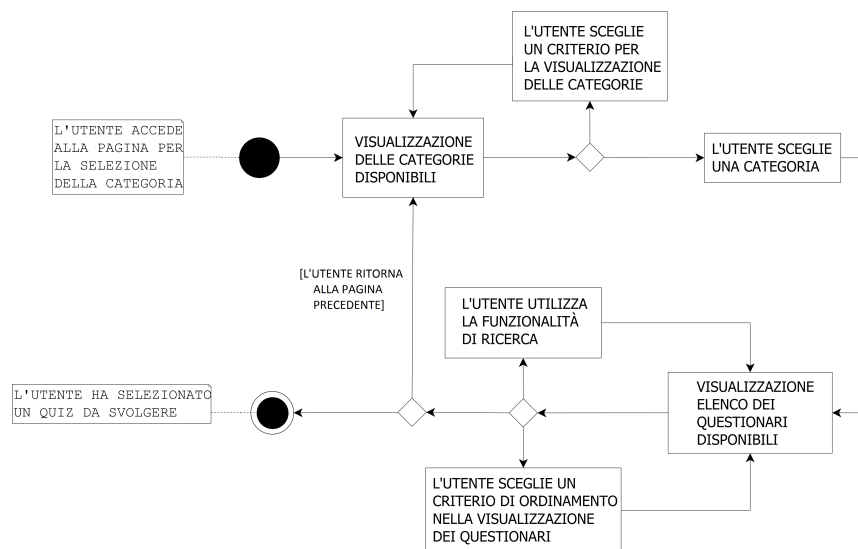 L'UTENTE SCEGLIE
UN CRITERIO PER
LA VISUALIZZAZIONE
DELLE CATEGORIE
L'UTENTE ACCEDE
ALLA PAGINA PER
LA SELEZIONE
DELLA CATEGORIA
VISUALIZZAZIONE
DELLE CATEGORIE
DISPONIBILI
L'UTENTE SCEGLIE
UNA CATEGORIA
[L'UTENTE RITORNA
ALLA PAGINA
PRECEDENTE]
L'UTENTE UTILIZZA
LA FUNZIONALITÀ
DI RICERCA
L'UTENTE HA SELEZIONATO
UN QUIZ DA SVOLGERE
VISUALIZZAZIONE
ELENCO DEI
QUESTIONARI
DISPONIBILI
L'UTENTE SCEGLIE UN
CRITERIO DI ORDINAMENTO
NELLA VISUALIZZAZIONE
DEI QUESTIONARI